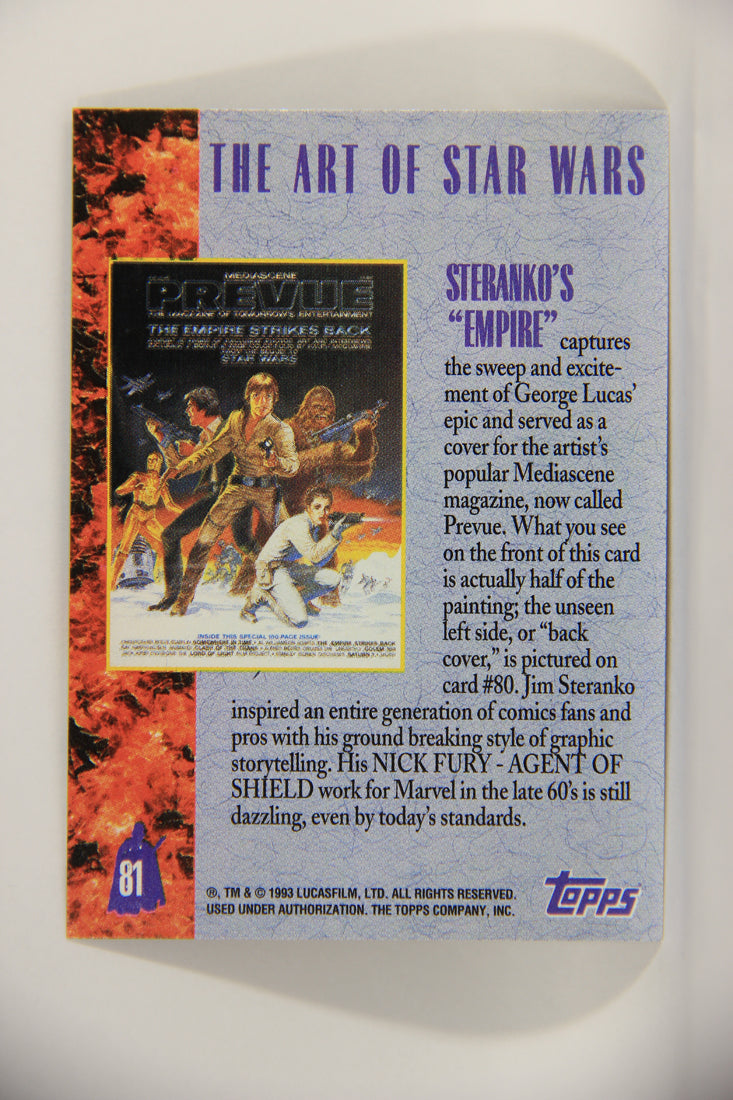 THE ART OF STAR WARS
MEDIASCENE
PREVUE
THE MAGAZINE OF TOMORROW'S ENTERTAINMENT
THE EMPIRE STRIKES BACK
STAR WARS
INSIDE THIS SPECIAL 100 PAGE ISSUE
STERANKO'S
“EMPIRE” captures
the sweep and excite-
ment of George Lucas'
epic and served as a
cover for the artist's
popular Mediascene
magazine, now called
Prevue. What you see
on the front of this card
is actually half of the
painting; the unseen
left side, or “back
cover,” is pictured on
card #80. Jim Steranko
inspired an entire generation of comics fans and
pros with his ground breaking style of graphic
storytelling. His NICK FURY - AGENT OF
SHIELD work for Marvel in the late 60's is still
dazzling, even by today's standards.
81
®, TM & © 1993 LUCASFILM, LTD. ALL RIGHTS RESERVED.
USED UNDER AUTHORIZATION. THE TOPPS COMPANY, INC.
TOPPS